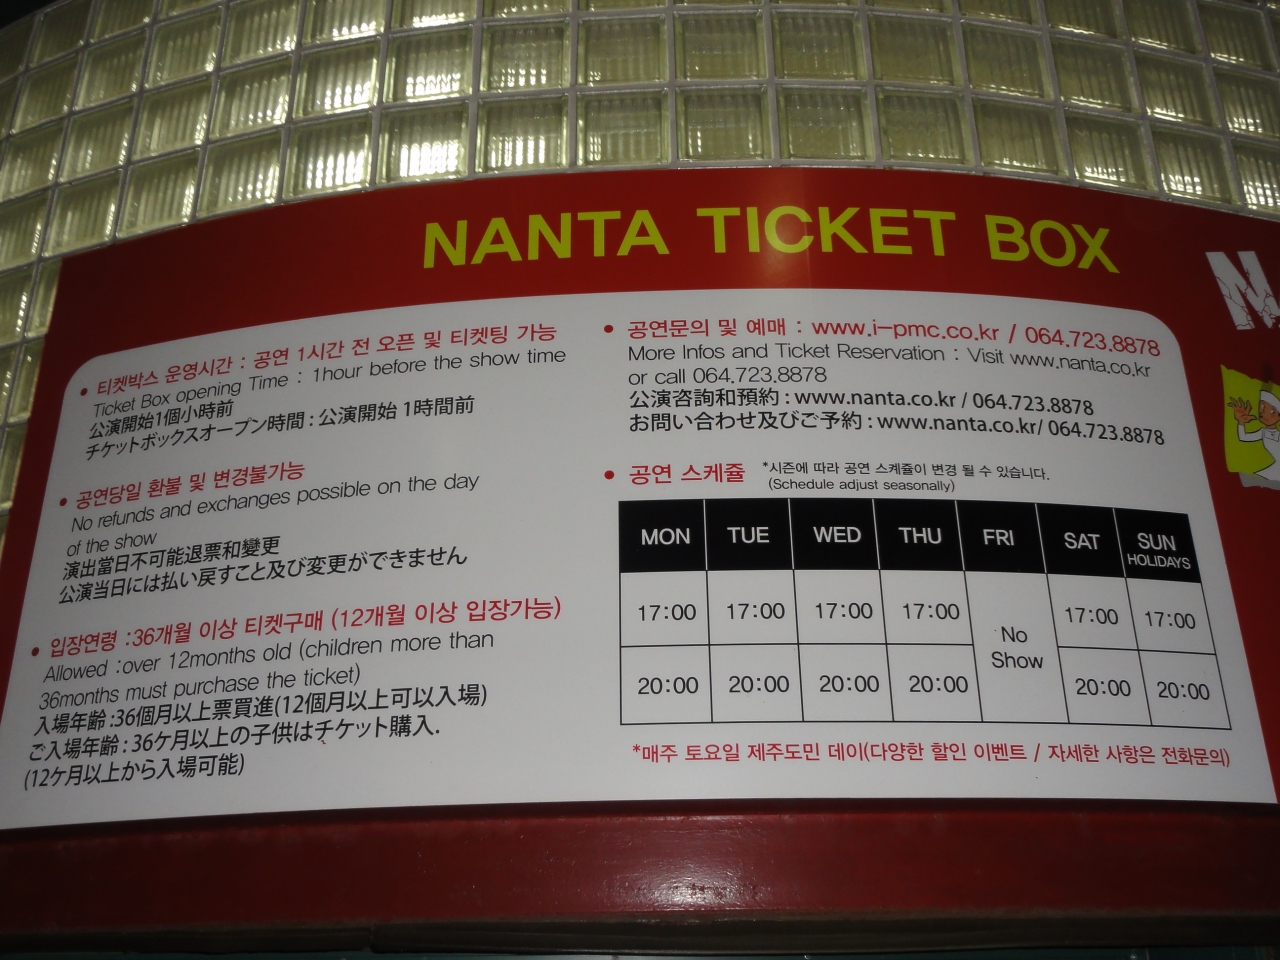 NANTA TICKET BOX
• 티켓박스 운영시간 : 공연 1시간 전 오픈 및 티켓팅 가능
Ticket Box opening Time : 1hour before the show time
公演開始1個小時前
チケットボックスオープン時間 : 公演開始 1時間前
• 공연당일 환불 및 변경불가능
No refunds and exchanges possible on the day
of the show
演出當日不可能退票和變更
公演当日には払い戻すこと及び変更ができません
• 입장연령 :36개월 이상 티켓구매 (12개월 이상 입장가능)
Allowed :over 12months old (children more than
36months must purchase the ticket)
入場年齡 :36個月以上票買進(12個月以上可以入場)
ご入場年齢 : 36ケ月以上の子供はチケット購入.
(12ケ月以上から入場可能)
• 공연문의 및 예매 : www.i-pmc.co.kr / 064.723.8878
More Infos and Ticket Reservation : Visit www.nanta.co.kr
or call 064.723.8878
公演咨詢和預約 : www.nanta.co.kr / 064.723.8878
お問い合わせ及びご予約 : www.nanta.co.kr/ 064.723.8878
• 공연 스케쥴 *시즌에 따라 공연 스케쥴이 변경 될 수 있습니다.
(Schedule adjust seasonally)
MON TUE WED THU FRI SAT SUN
HOLIDAYS
17:00 17:00 17:00 17:00 17:00 17:00
No
Show
20:00 20:00 20:00 20:00 20:00 20:00
*매주 토요일 제주도민 데이(다양한 할인 이벤트 / 자세한 사항은 전화문의)
N